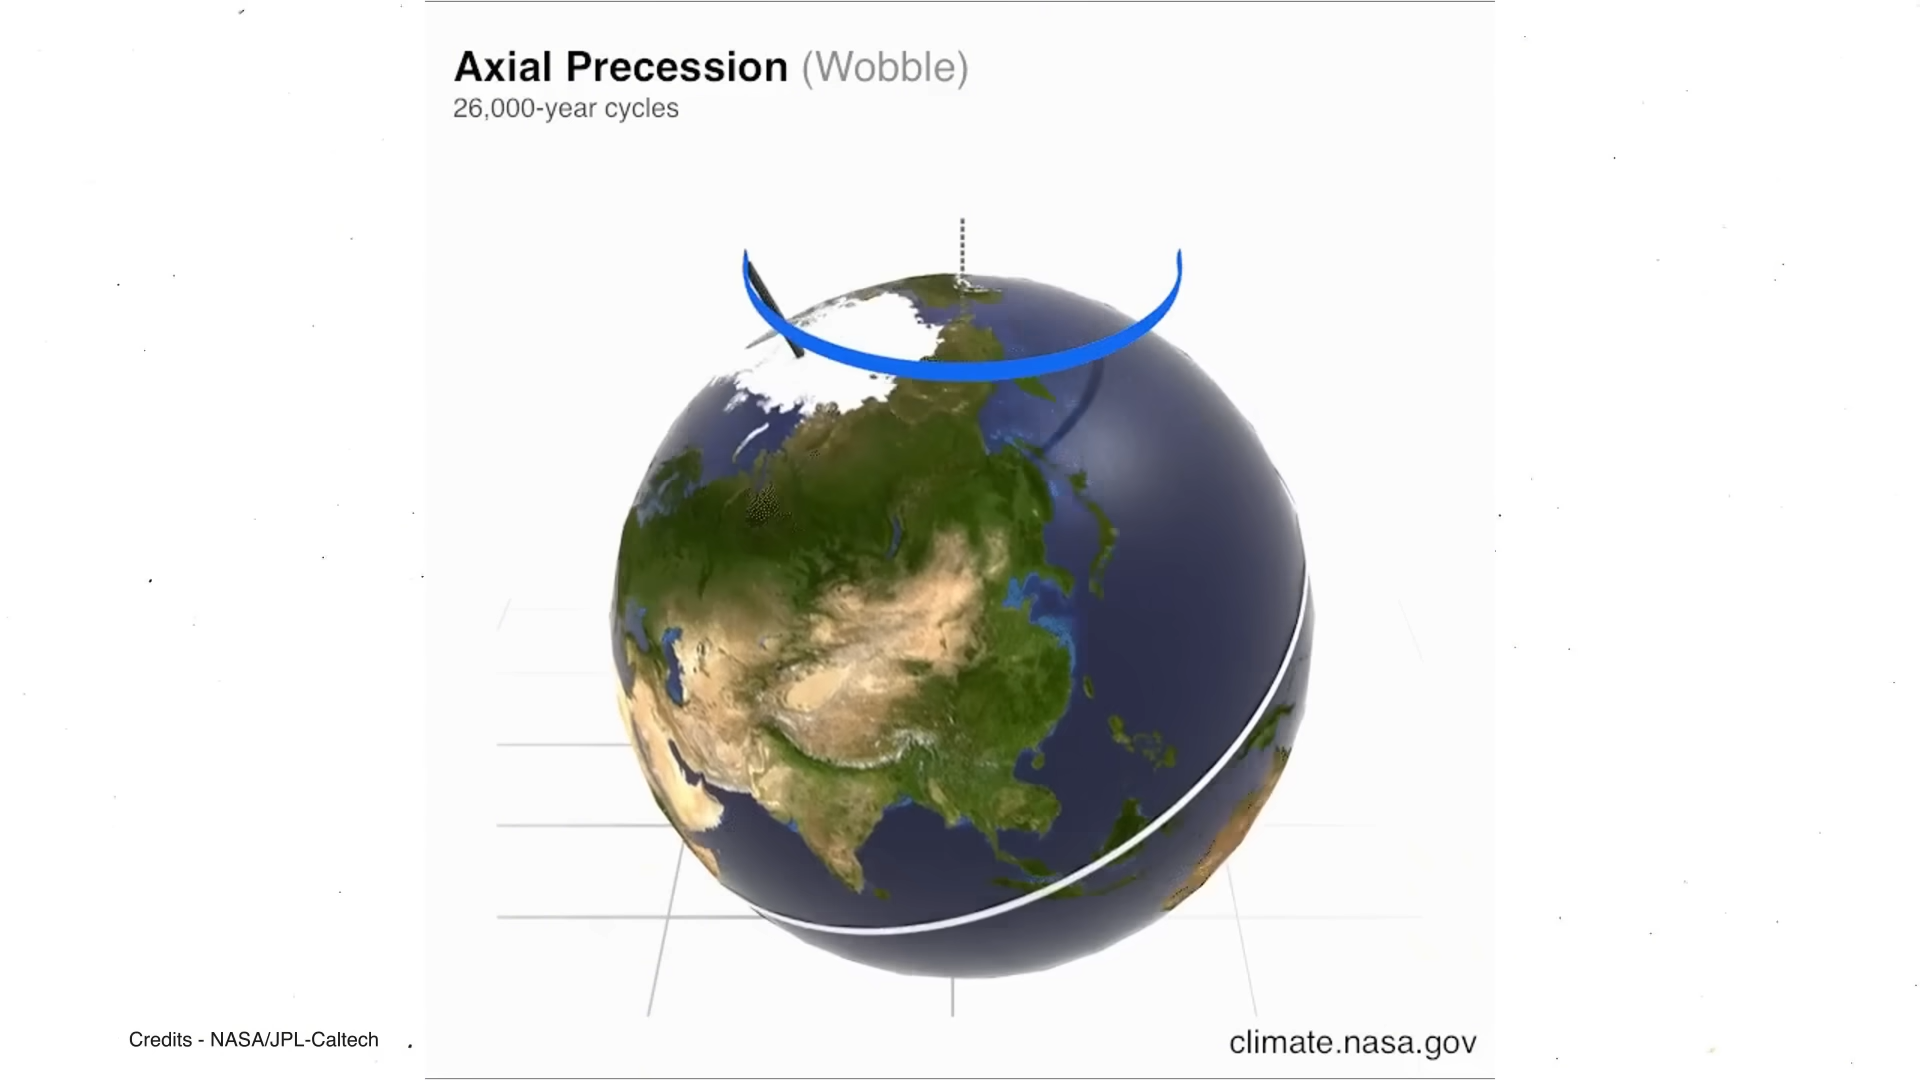 Axial Precession (Wobble)
26,000-year cycles
Credits - NASA/JPL-Caltech
climate.nasa.gov